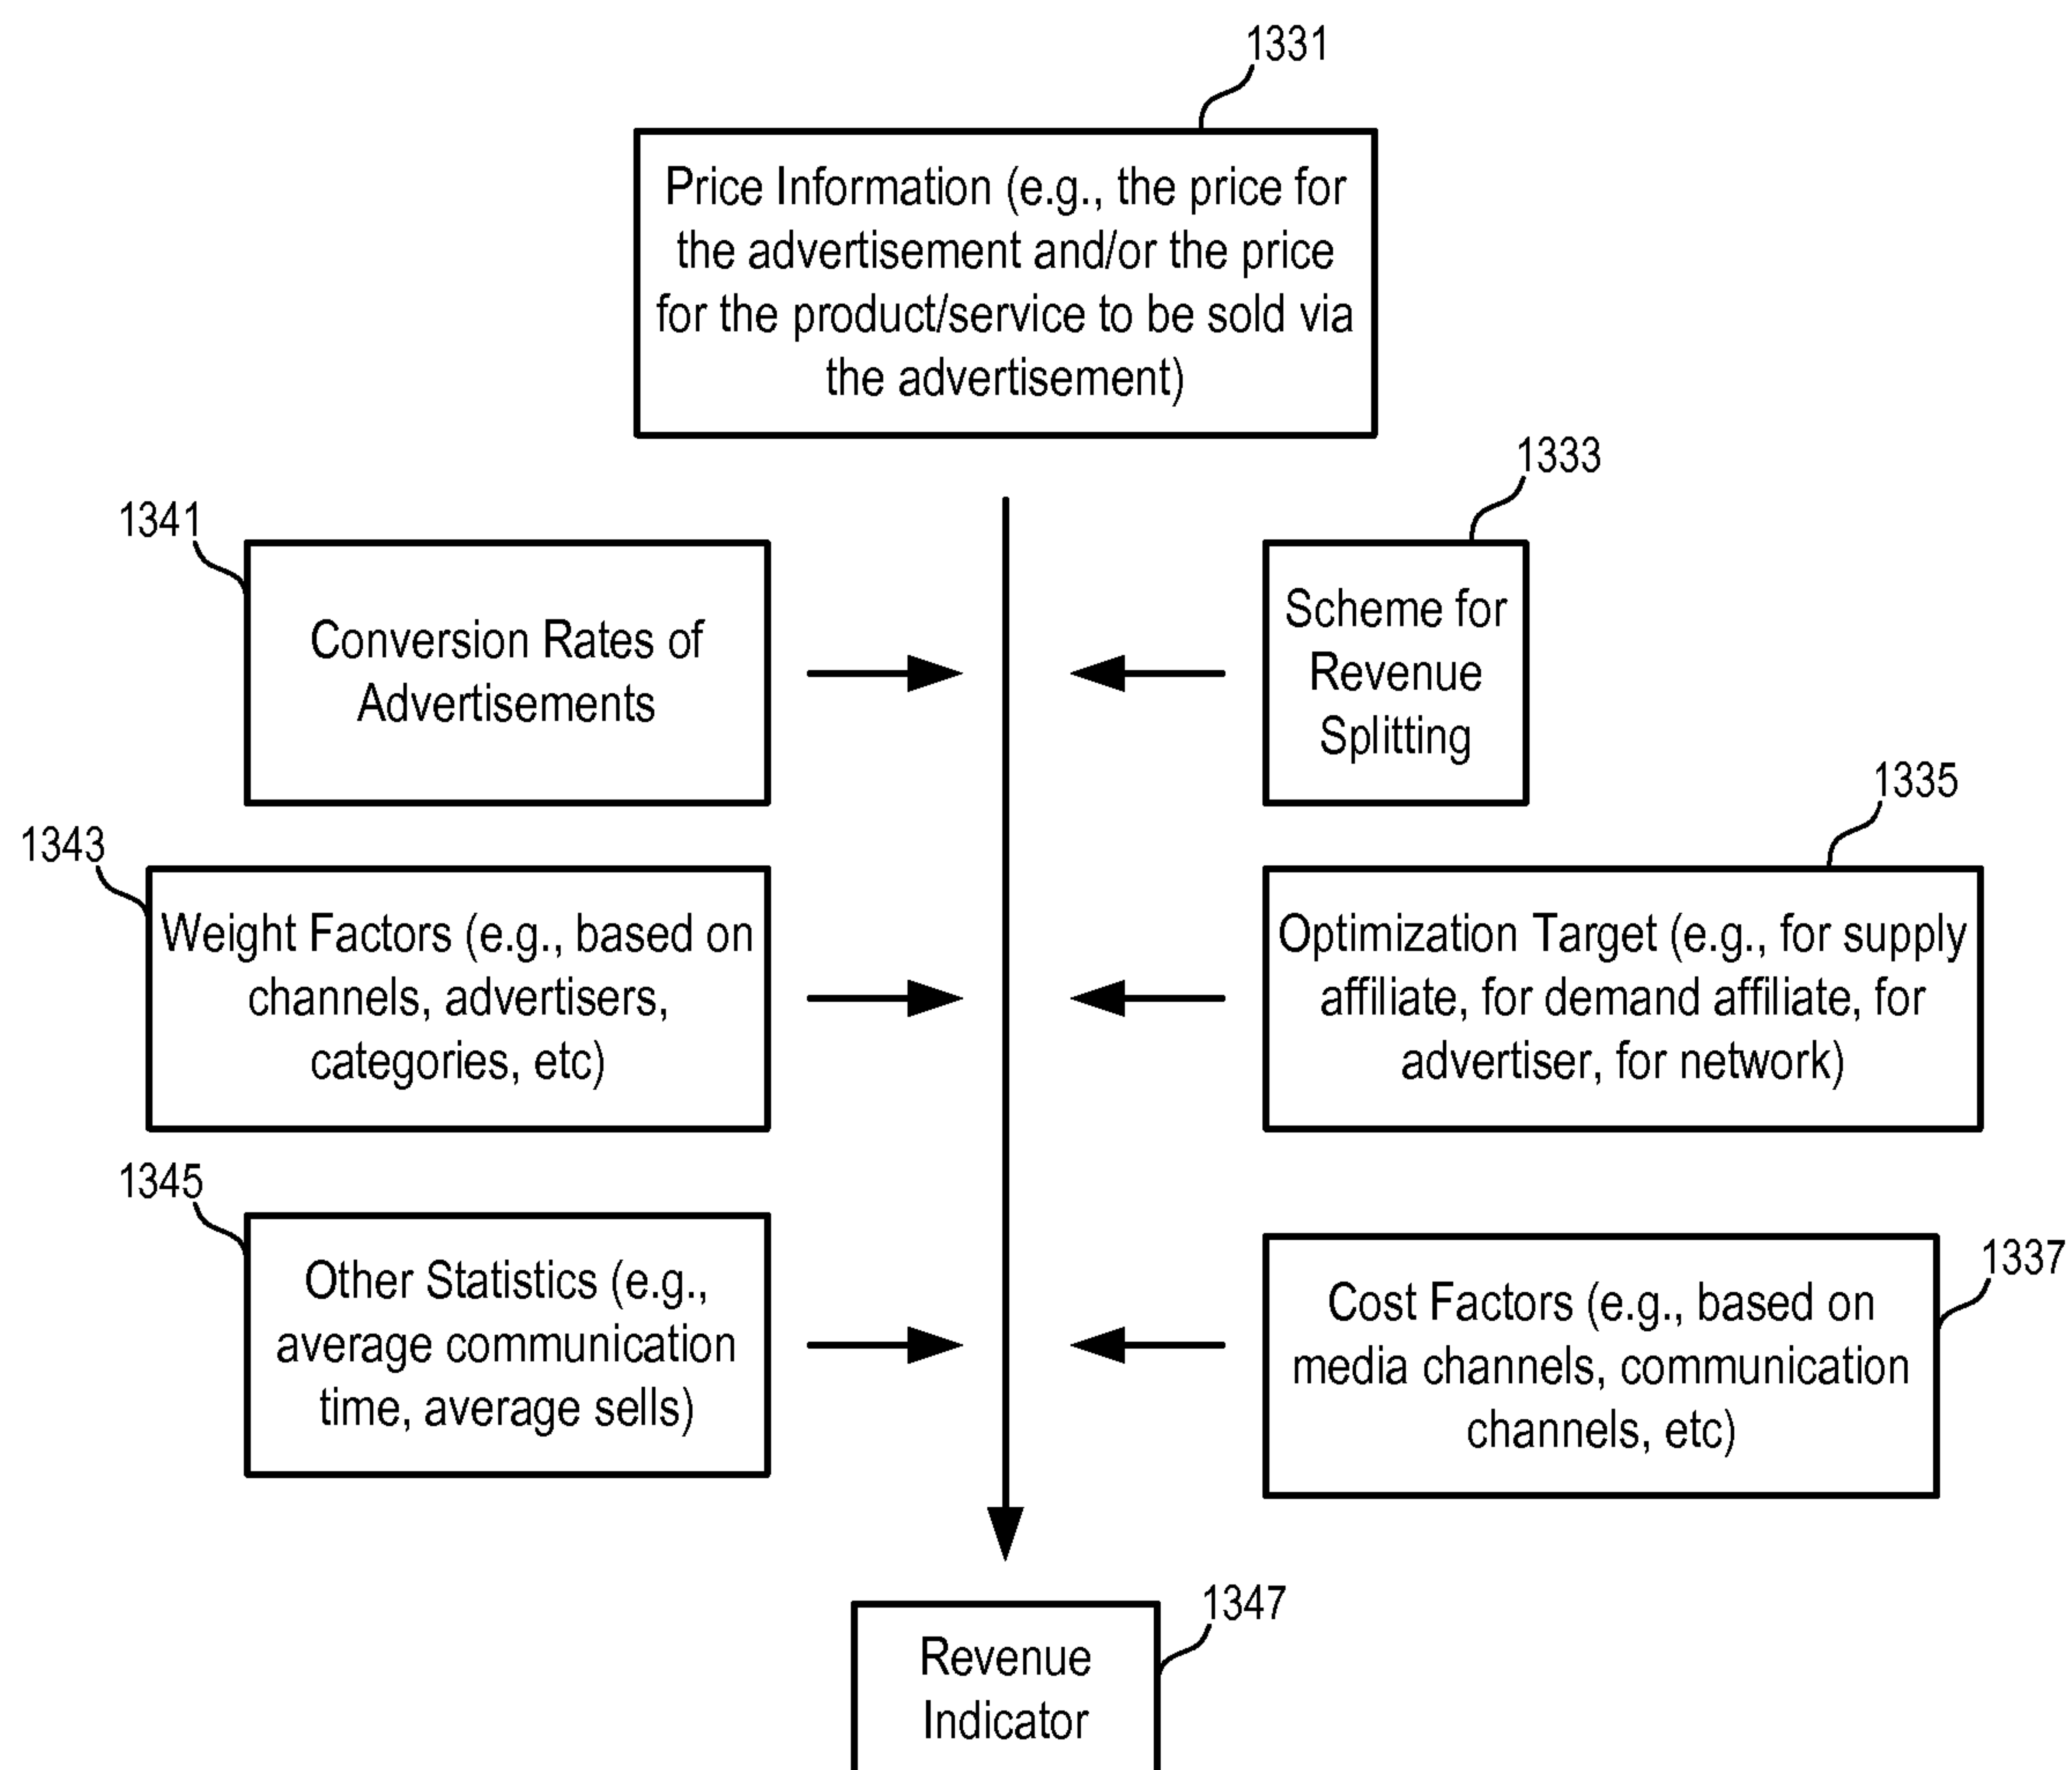 1331
Price Information (e.g., the price for
the advertisement and/or the price
for the product/service to be sold via
the advertisement)
1333
1341
Conversion Rates of
Advertisements
Scheme for
Revenue
Splitting
1335
1343
Weight Factors (e.g., based on
channels, advertisers,
categories, etc)
Optimization Target (e.g., for supply
affiliate, for demand affiliate, for
advertiser, for network)
1345
Other Statistics (e.g.,
average communication
time, average sells)
1337
Cost Factors (e.g., based on
media channels, communication
channels, etc)
1347
Revenue
Indicator